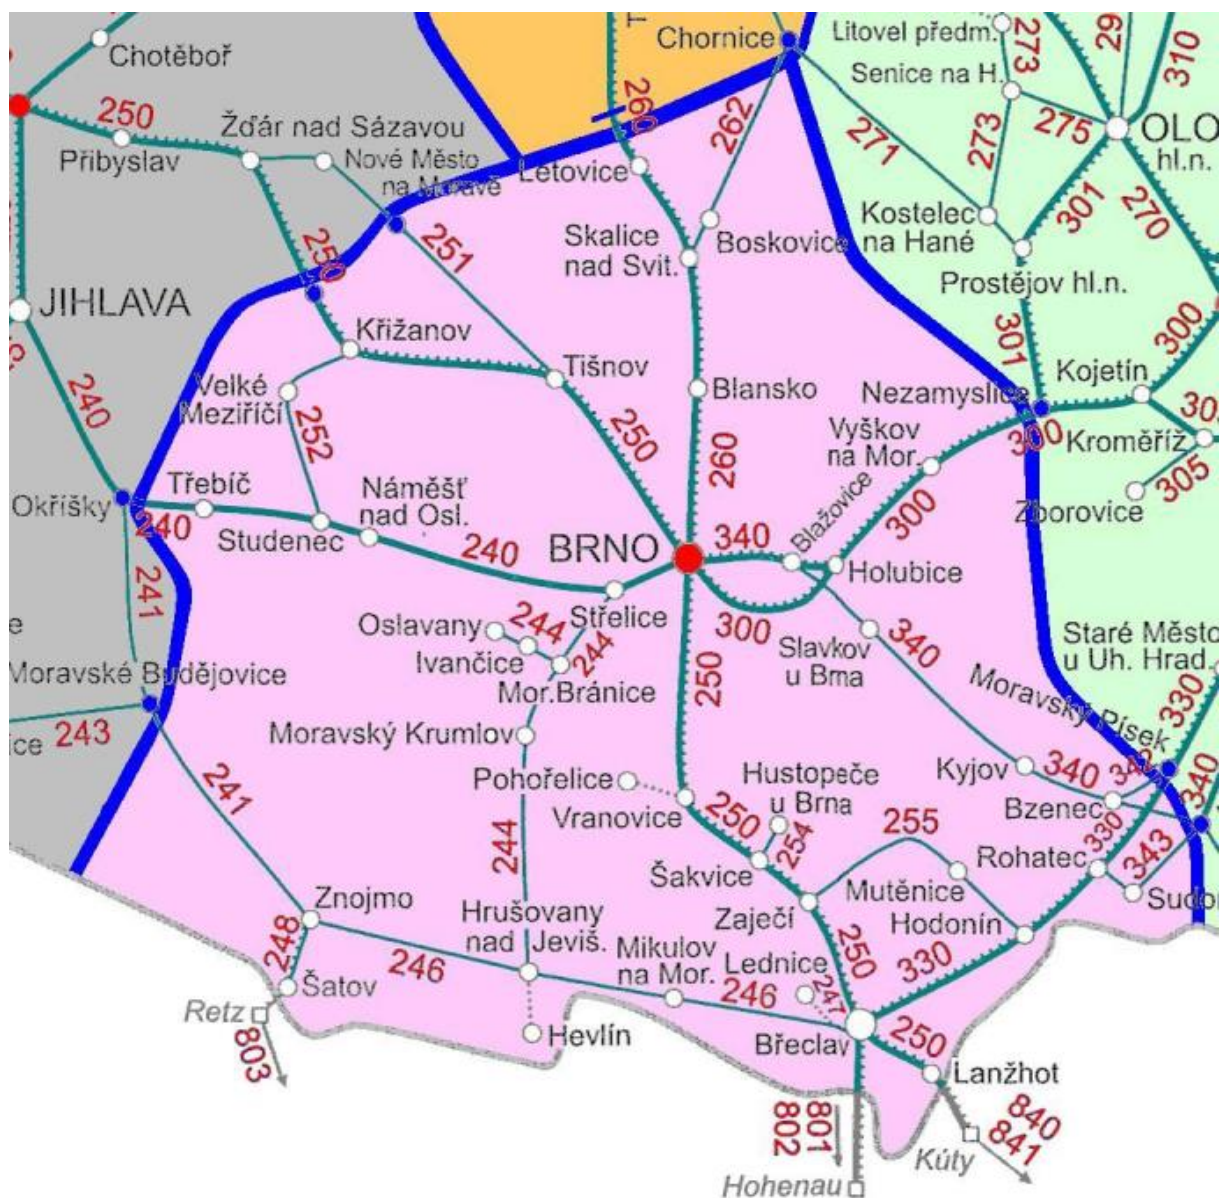 Chotěboř
Chornice
Litovel předm.
273
29
310
Senice na H.
250
Žďár nad Sázavou
260
262
275
OLO
hl.n.
Přibyslav
Nové Město
na Moravě
Letovice
271
273
301
270
Kostelec
na Hané
Skalice
nad Svit.
Boskovice
251
250
Prostějov hl.n.
JIHLAVA
Křižanov
301
300
Tišnov
Blansko
Nezamyslice
Kojetín
Velké
Meziříčí
240
252
250
260
Vyškov
na Mor.
300
Kroměříž
305
Zborovice
Třebíč
Náměšť
nad Osl.
Okříšky
240
Studenec
240
BRNO
340
Blažovice
300
Holubice
241
Střelice
Oslavany
244
Ivančice
244
300
Slavkov
u Brna
340
Staré Město
u Uh. Hrad.
Moravské Budějovice
Mor.Bránice
250
Moravský Písek
330
243
Moravský Krumlov
241
Pohořelice
Hustopeče
u Brna
Kyjov
340
342
340
Vranovice
250
254
255
Bzenec
244
Šakvice
Rohatec
330
343
Mutěnice
Znojmo
Hrušovany
nad Jeviš.
Zaječí
Hodonín
248
246
Mikulov
na Mor.
Lednice
250
330
Šatov
246
247
Retz
803
Hevlín
Břeclav
250
Lanžhot
801
802
840
841
Kúty
Hohenau